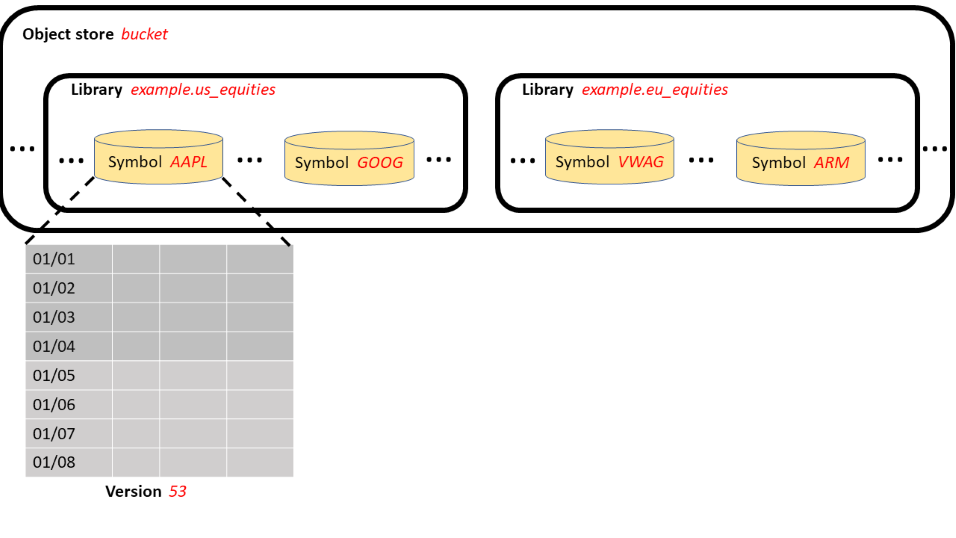 Object store bucket
Library example.us_equities
Library example.eu_equities
... ... Symbol AAPL ... Symbol GOOG ... ... Symbol VWAG ... Symbol ARM ... ...
01/01
01/02
01/03
01/04
01/05
01/06
01/07
01/08
Version 53